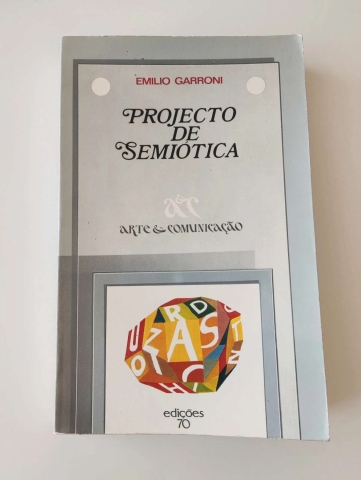 EMILIO GARRONI
PROJECTO
DE
SEMIÓTICA
a&c
ARTE & COMUNICAÇÃO
edições
70